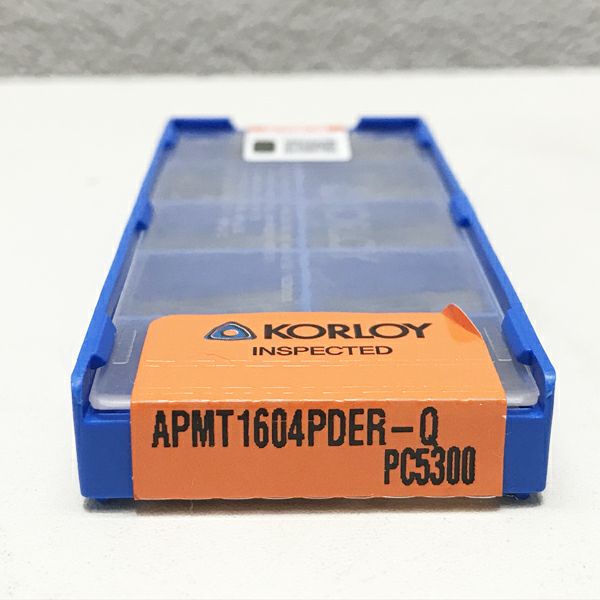 KORLOY
INSPECTED
APMT1604PDER-Q
PC5300